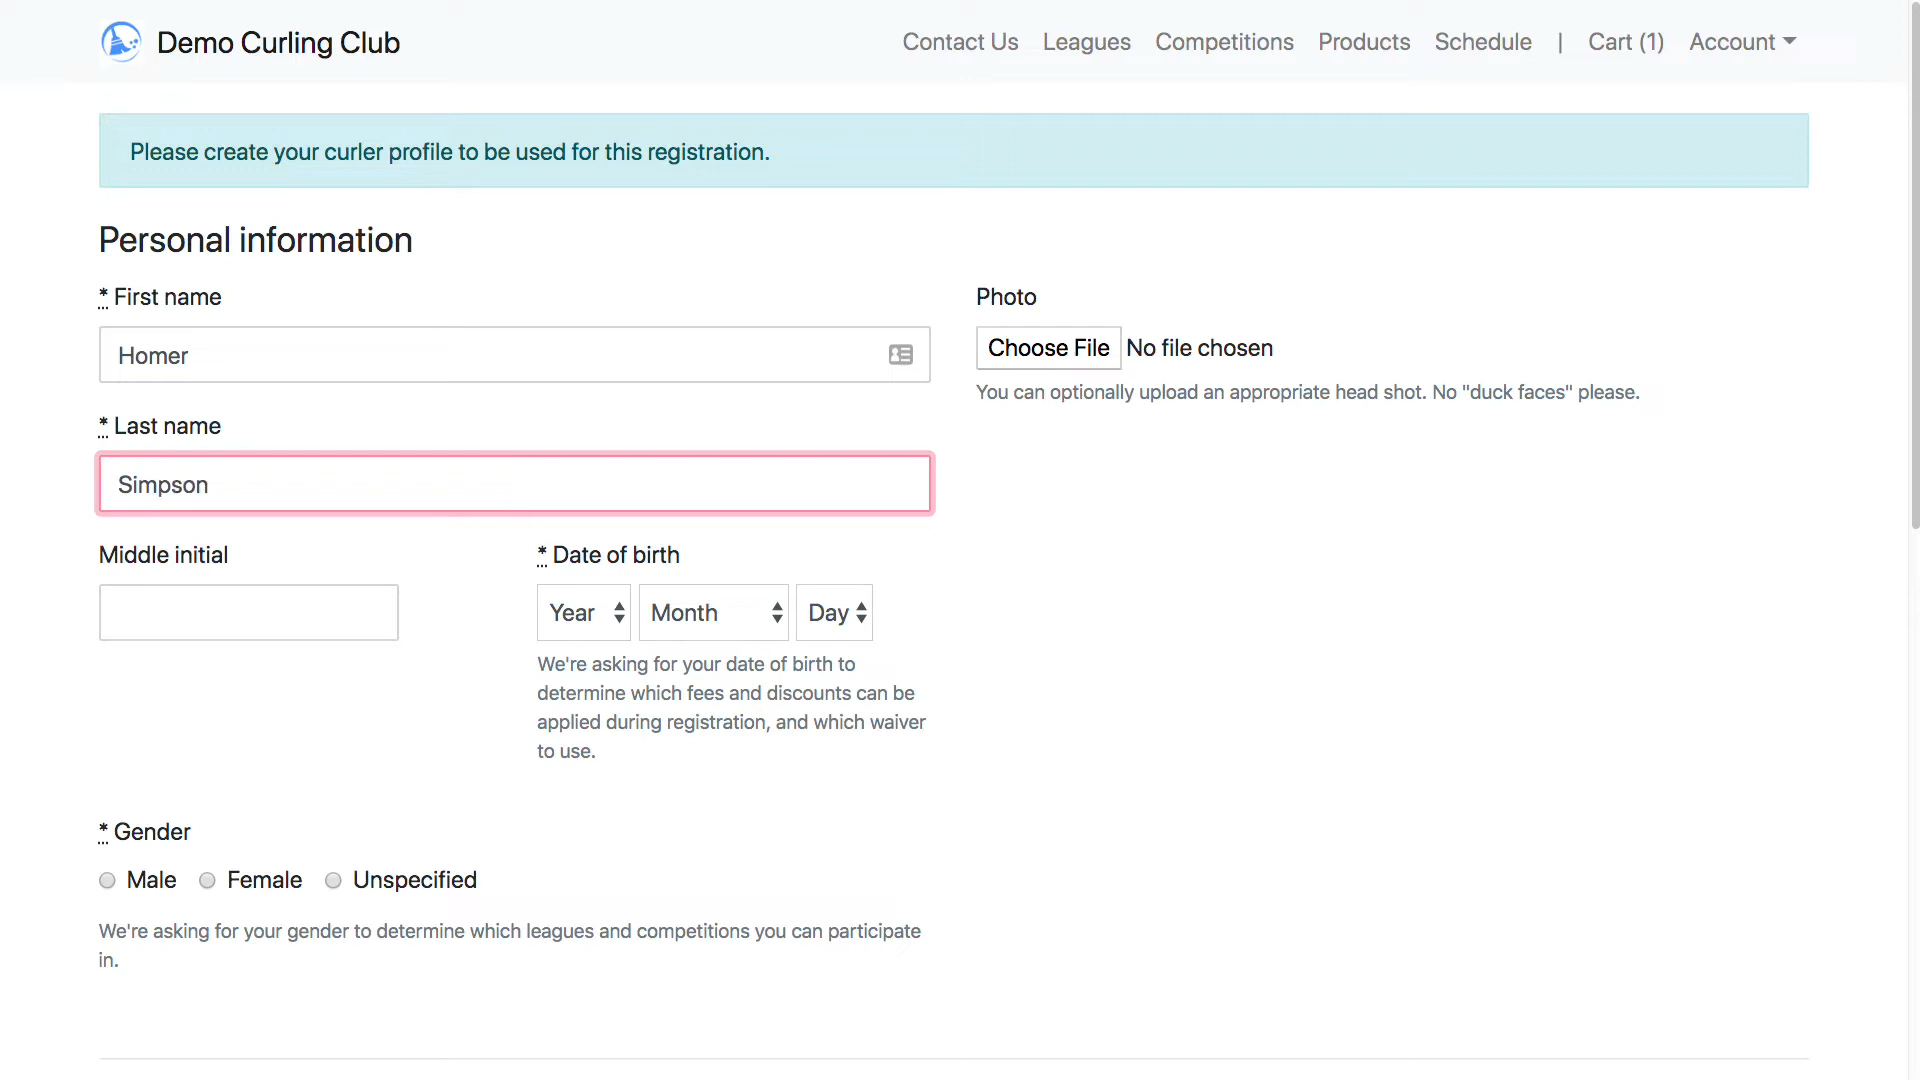 Demo Curling Club
Contact Us Leagues Competitions Products Schedule | Cart (1) Account
Please create your curler profile to be used for this registration.
Personal information
* First name
Homer
Photo
Choose File No file chosen
You can optionally upload an appropriate head shot. No "duck faces" please.
* Last name
Simpson
Middle initial
* Date of birth
Year Month Day
We're asking for your date of birth to
determine which fees and discounts can be
applied during registration, and which waiver
to use.
* Gender
Male Female Unspecified
We're asking for your gender to determine which leagues and competitions you can participate
in.